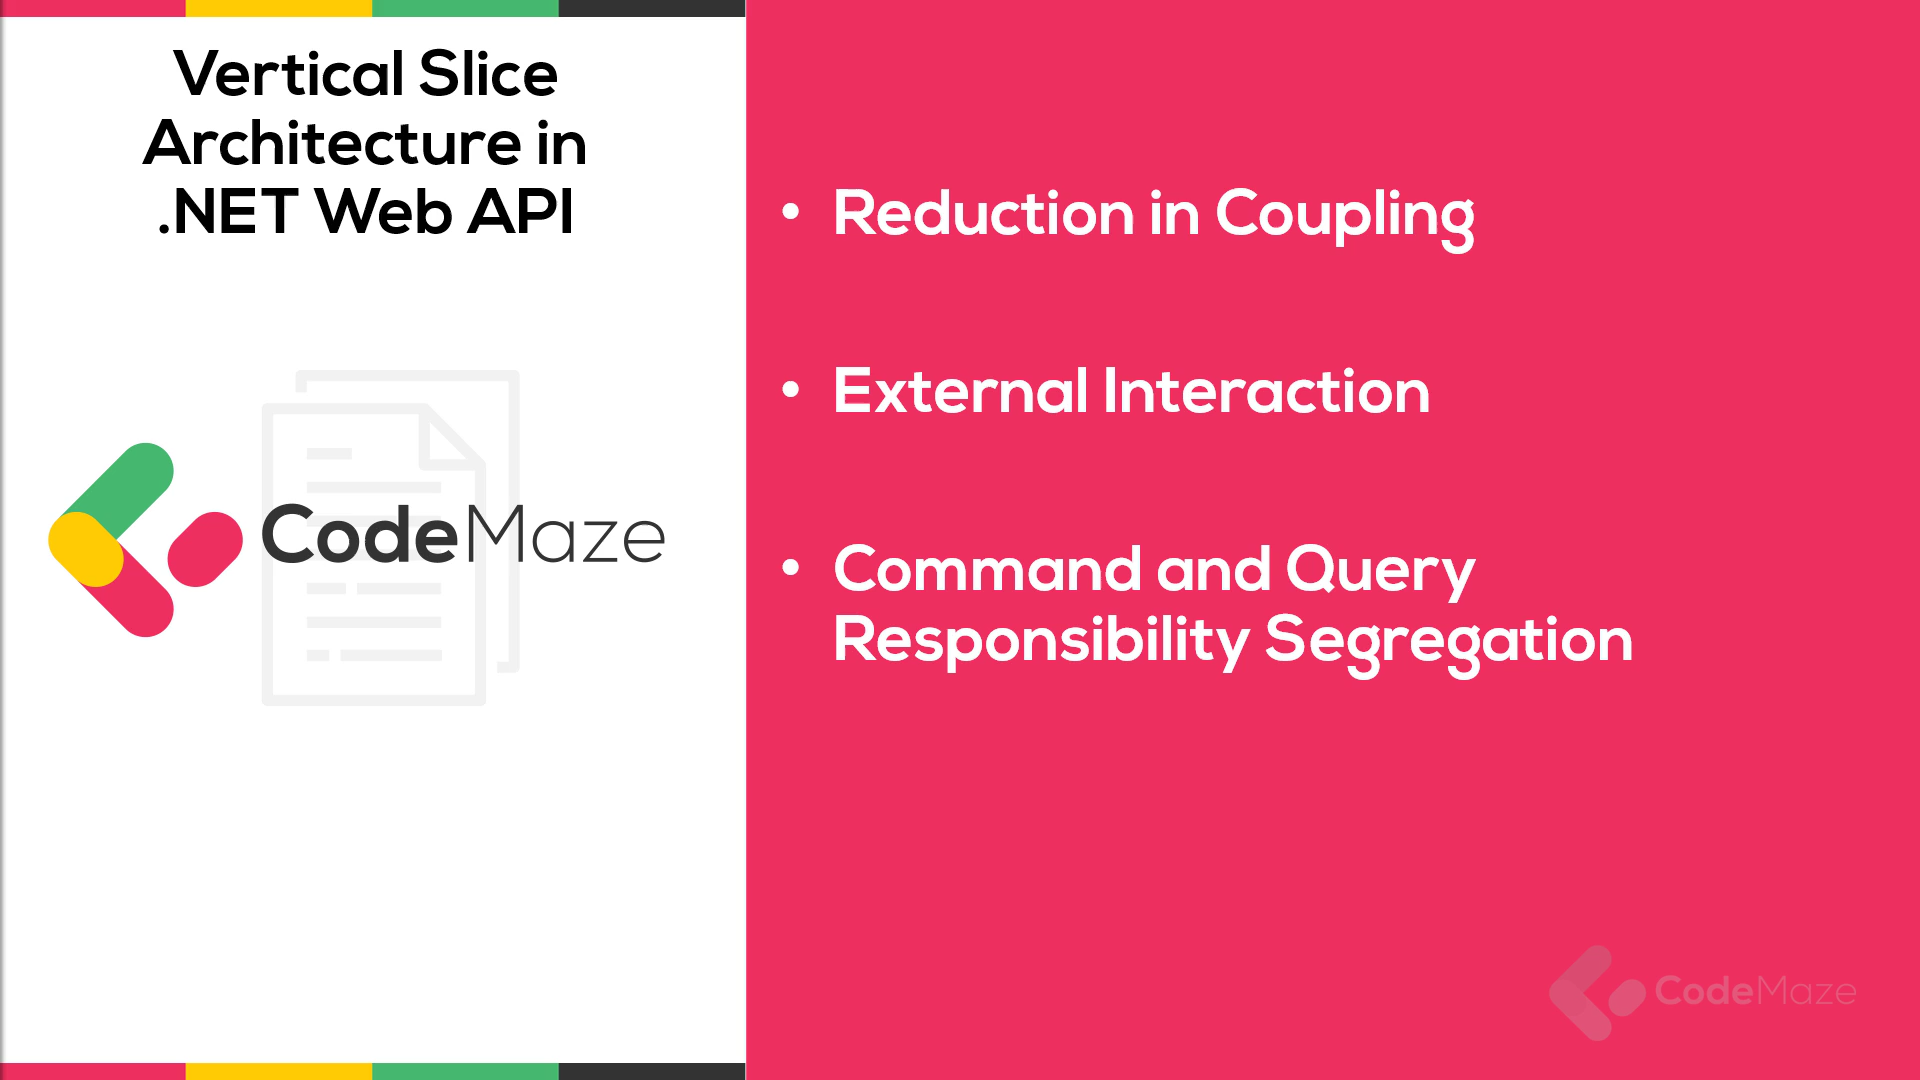 Vertical Slice
Architecture in
.NET Web API
CodeMaze
• Reduction in Coupling
• External Interaction
• Command and Query
Responsibility Segregation
CodeMaze